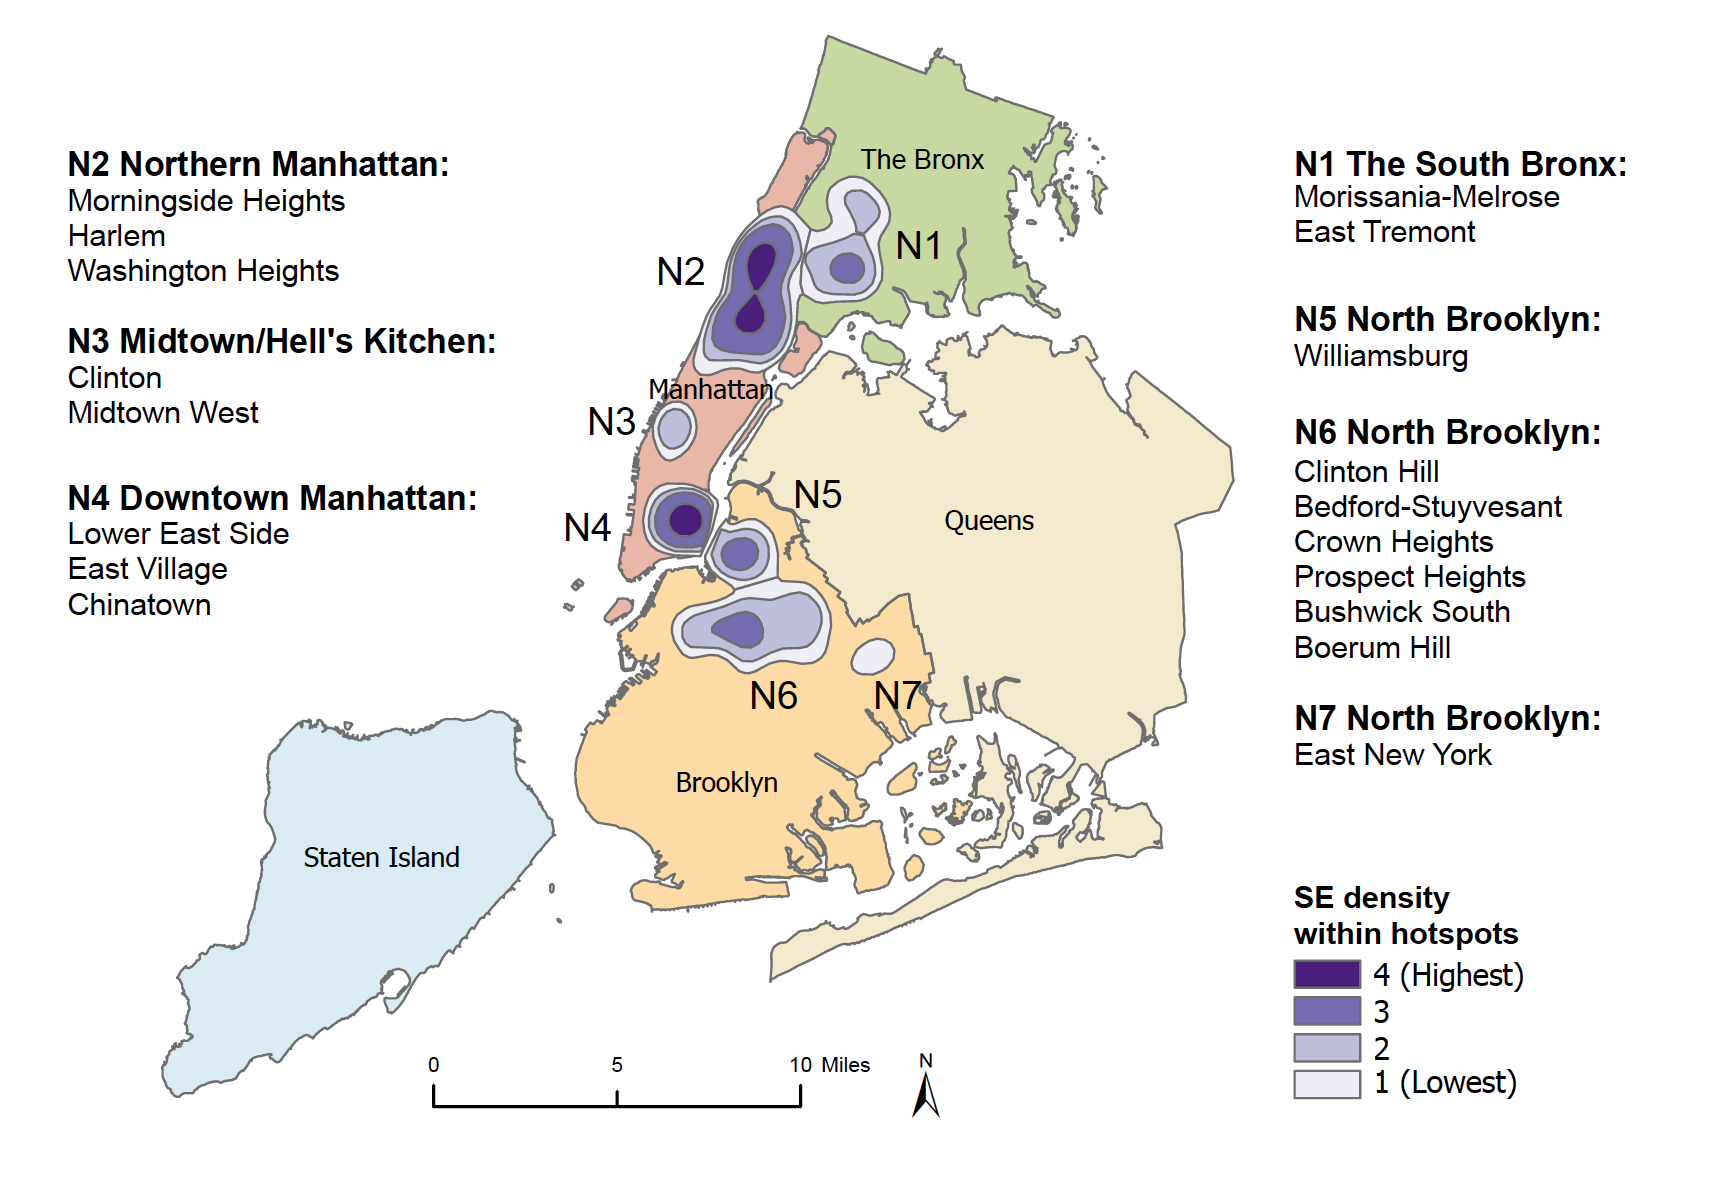 N2 Northern Manhattan:
Morningside Heights
Harlem
Washington Heights
N3 Midtown/Hell's Kitchen:
Clinton
Midtown West
N4 Downtown Manhattan:
Lower East Side
East Village
Chinatown
The Bronx
N1
N2
Manhattan
N3
N5
N4
Queens
N6
N7
Brooklyn
Staten Island
N1 The South Bronx:
Morissania-Melrose
East Tremont
N5 North Brooklyn:
Williamsburg
N6 North Brooklyn:
Clinton Hill
Bedford-Stuyvesant
Crown Heights
Prospect Heights
Bushwick South
Boerum Hill
N7 North Brooklyn:
East New York
SE density
within hotspots
4 (Highest)
3
2
1 (Lowest)
0 5 10 Miles
N